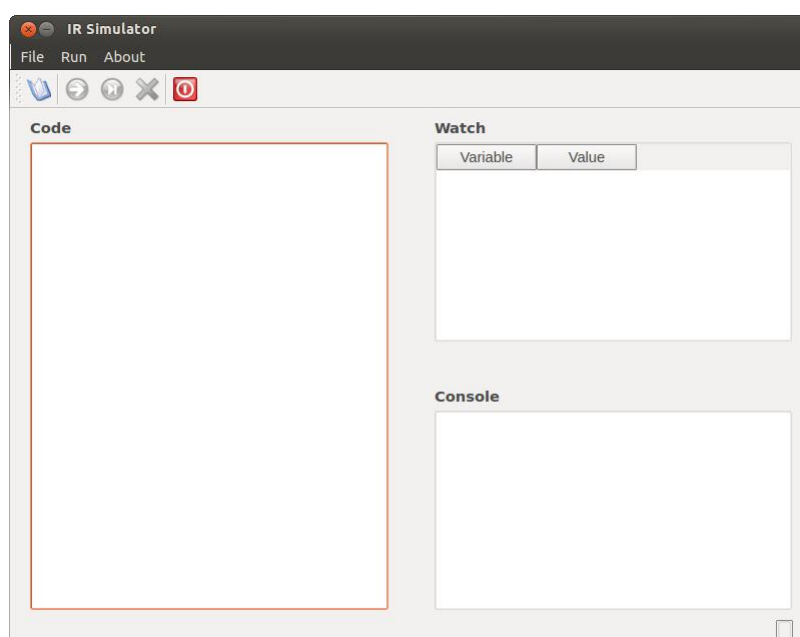 IR Simulator
File Run About
Code
Watch
Variable Value
Console